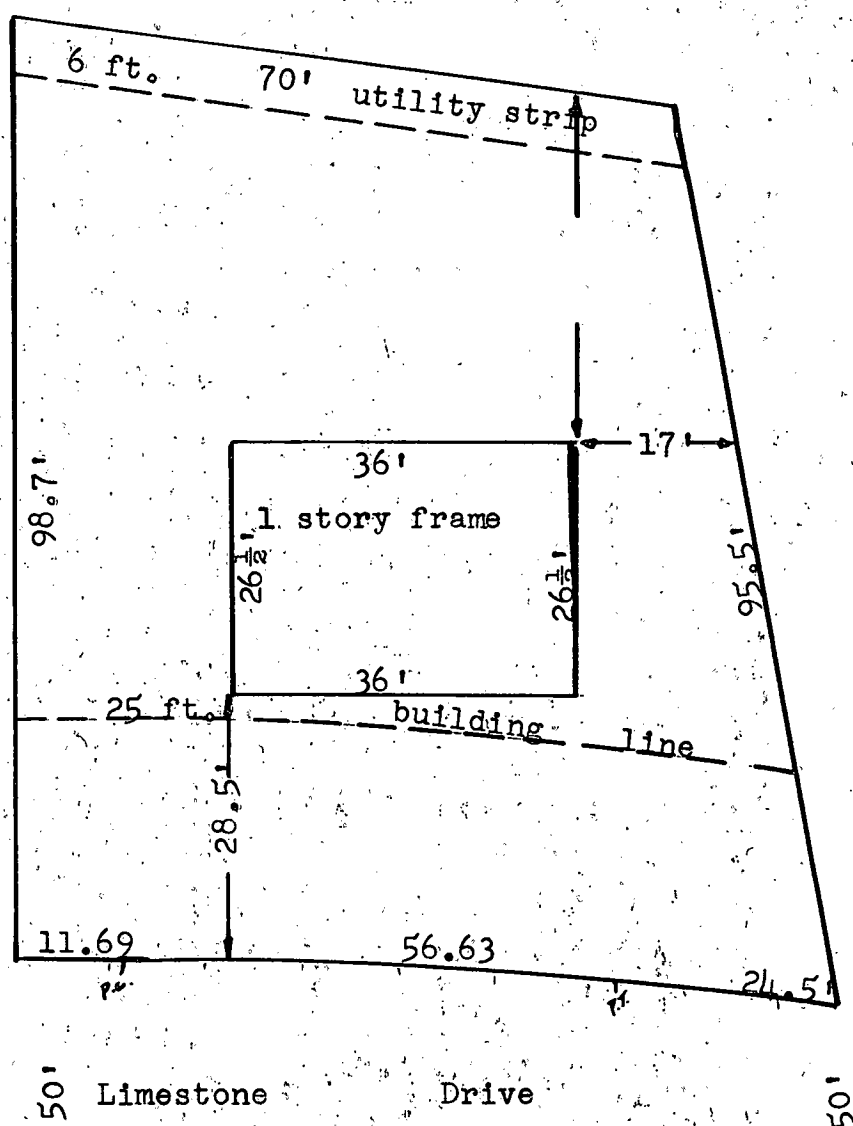 6 ft. 70' utility strip
17'
36'
98.7'
1 story frame
26½'
26½'
95.5'
36'
25 ft. building line
28.5'
11.69 56.63 24.5'
p.c. p.t.
50' Limestone Drive 50'